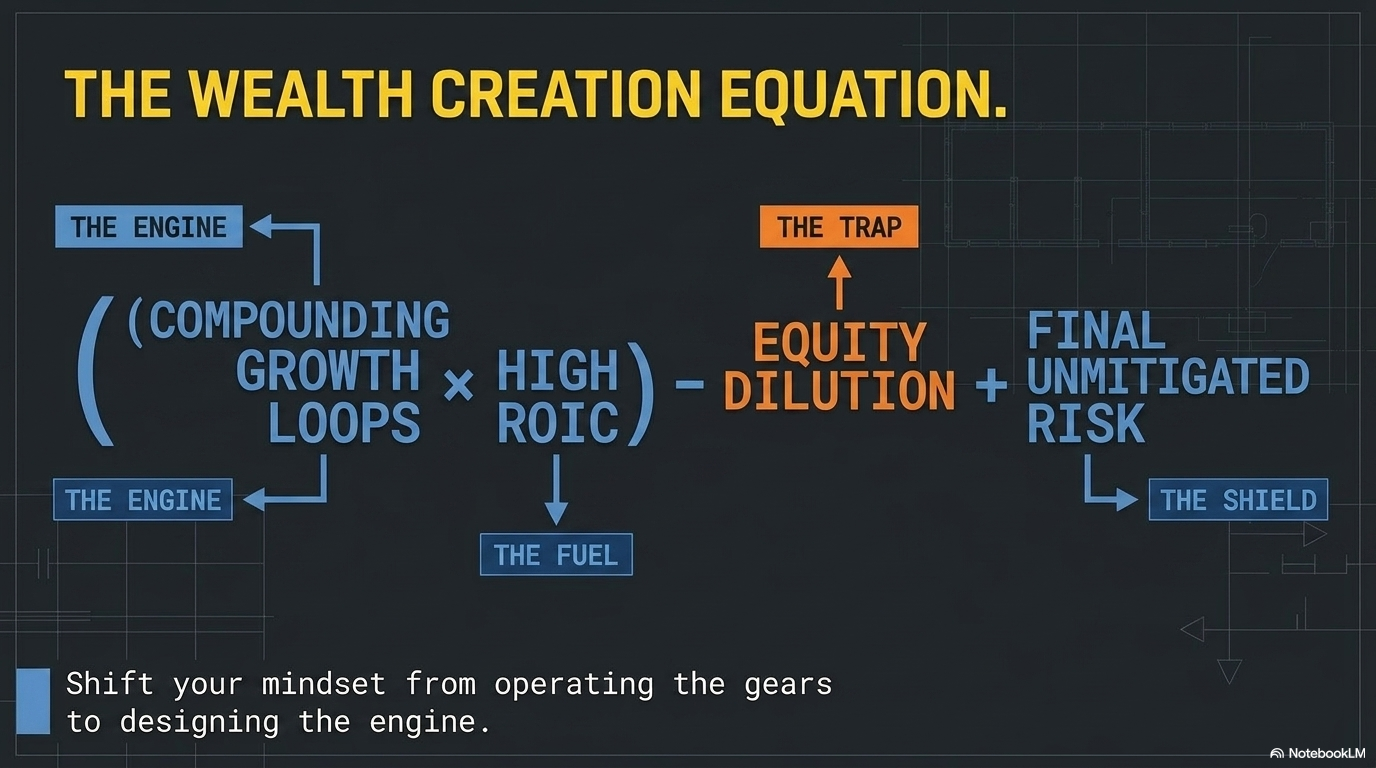 THE WEALTH CREATION EQUATION.
THE ENGINE
THE TRAP
((COMPOUNDING
GROWTH
LOOPS
×
HIGH
ROIC)
−
EQUITY
DILUTION
+
FINAL
UNMITIGATED
RISK
THE ENGINE
THE FUEL
THE SHIELD
Shift your mindset from operating the gears
to designing the engine.
NotebookLM